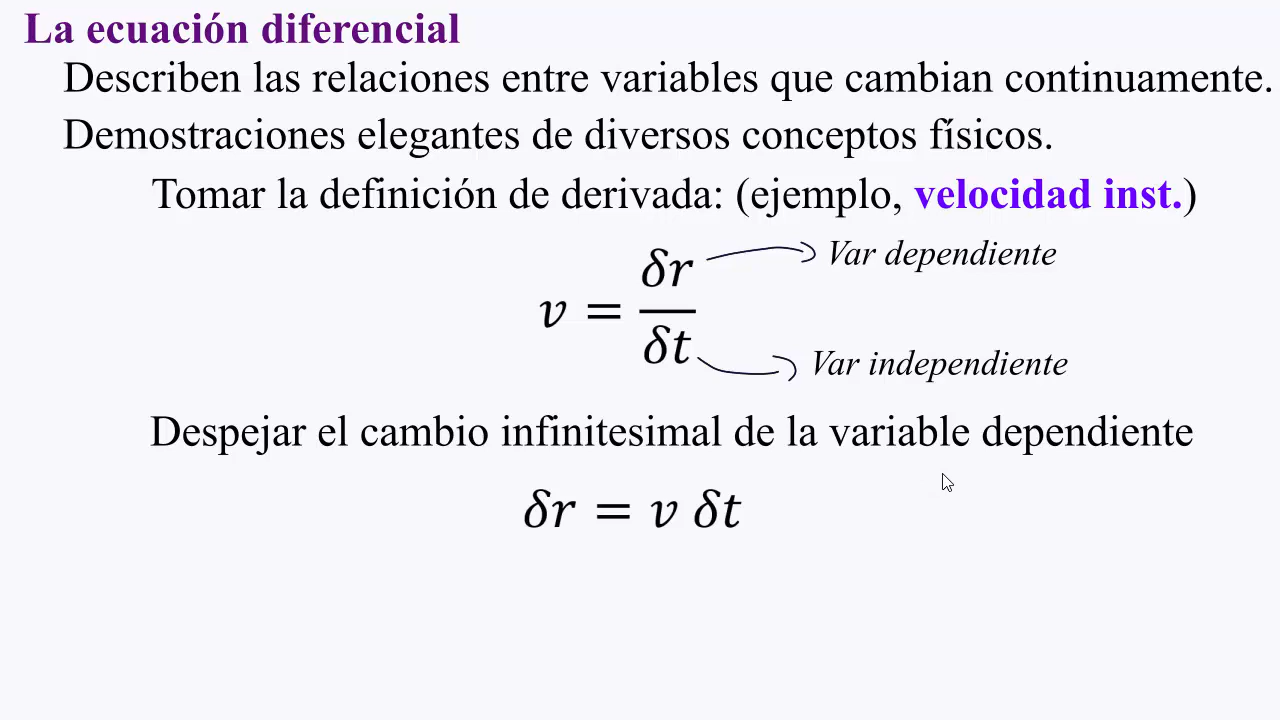 La ecuación diferencial
Describen las relaciones entre variables que cambian continuamente.
Demostraciones elegantes de diversos conceptos físicos.
Tomar la definición de derivada: (ejemplo, velocidad inst.)
v = δr/δt
Var dependiente
Var independiente
Despejar el cambio infinitesimal de la variable dependiente
δr = v δt